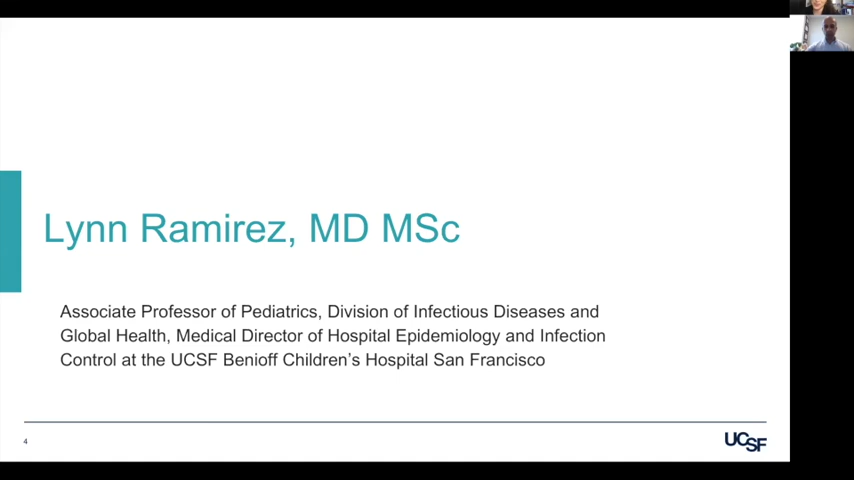 Lynn Ramirez, MD MSc
Associate Professor of Pediatrics, Division of Infectious Diseases and
Global Health, Medical Director of Hospital Epidemiology and Infection
Control at the UCSF Benioff Children's Hospital San Francisco
4
UCSF